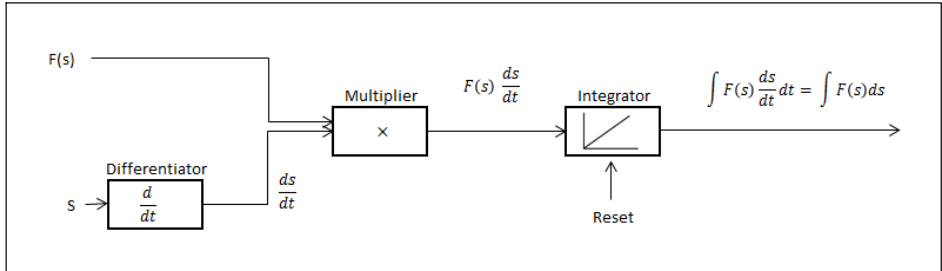 F(s)
Multiplier
×
F(s) ds/dt
Integrator
∫ F(s) ds/dt dt = ∫ F(s)ds
Differentiator
S
d/dt
ds/dt
Reset